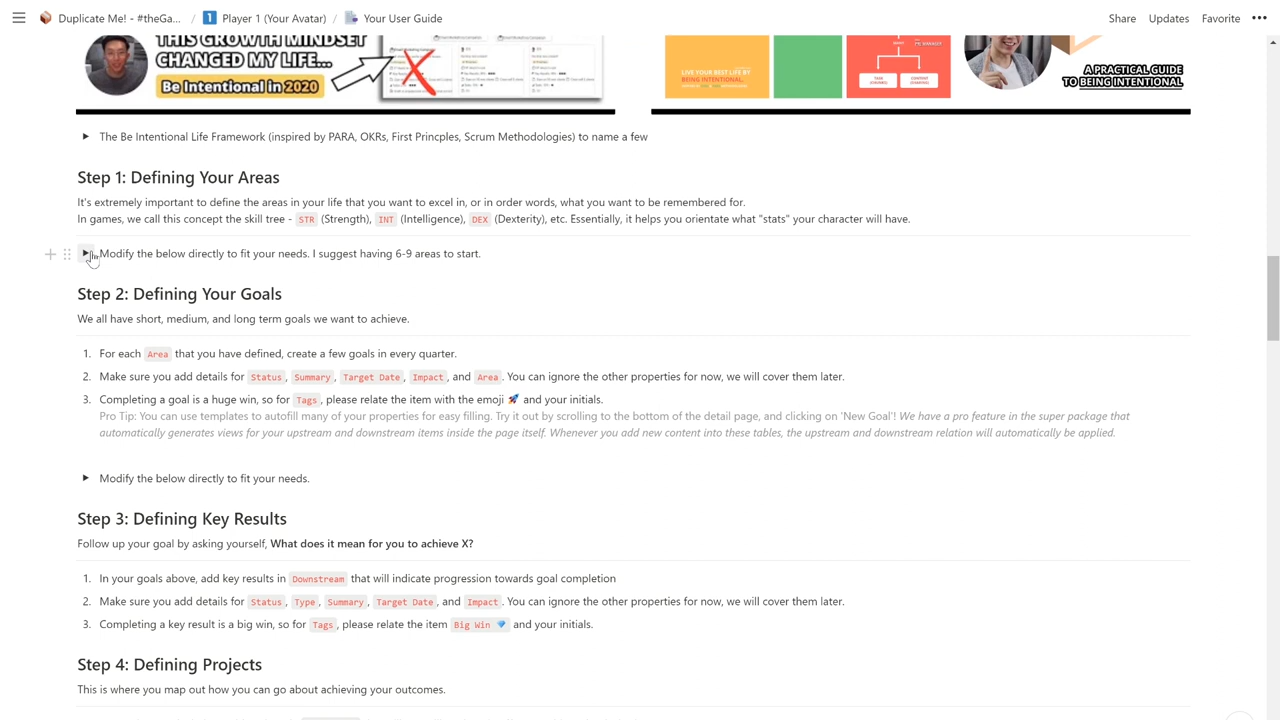 Duplicate Me! - #theGa... / 1 Player 1 (Your Avatar) / Your User Guide
Share Updates Favorite •••
THIS GROWTH MINDSET
CHANGED MY LIFE...
Be Intentional in 2020
LIVE YOUR BEST LIFE BY
BEING INTENTIONAL
A PRACTICAL GUIDE
TO BEING INTENTIONAL
The Be Intentional Life Framework (inspired by PARA, OKRs, First Princples, Scrum Methodologies) to name a few
Step 1: Defining Your Areas
It's extremely important to define the areas in your life that you want to excel in, or in order words, what you want to be remembered for.
In games, we call this concept the skill tree - STR (Strength), INT (Intelligence), DEX (Dexterity), etc. Essentially, it helps you orientate what "stats" your character will have.
Modify the below directly to fit your needs. I suggest having 6-9 areas to start.
Step 2: Defining Your Goals
We all have short, medium, and long term goals we want to achieve.
1. For each Area that you have defined, create a few goals in every quarter.
2. Make sure you add details for Status, Summary, Target Date, Impact, and Area. You can ignore the other properties for now, we will cover them later.
3. Completing a goal is a huge win, so for Tags, please relate the item with the emoji 🚀 and your initials.
Pro Tip: You can use templates to autofill many of your properties for easy filling. Try it out by scrolling to the bottom of the detail page, and clicking on 'New Goal'! We have a pro feature in the super package that
automatically generates views for your upstream and downstream items inside the page itself. Whenever you add new content into these tables, the upstream and downstream relation will automatically be applied.
Modify the below directly to fit your needs.
Step 3: Defining Key Results
Follow up your goal by asking yourself, What does it mean for you to achieve X?
1. In your goals above, add key results in Downstream that will indicate progression towards goal completion
2. Make sure you add details for Status, Type, Summary, Target Date, and Impact. You can ignore the other properties for now, we will cover them later.
3. Completing a key result is a big win, so for Tags, please relate the item Big Win 💎 and your initials.
Step 4: Defining Projects
This is where you map out how you can go about achieving your outcomes.